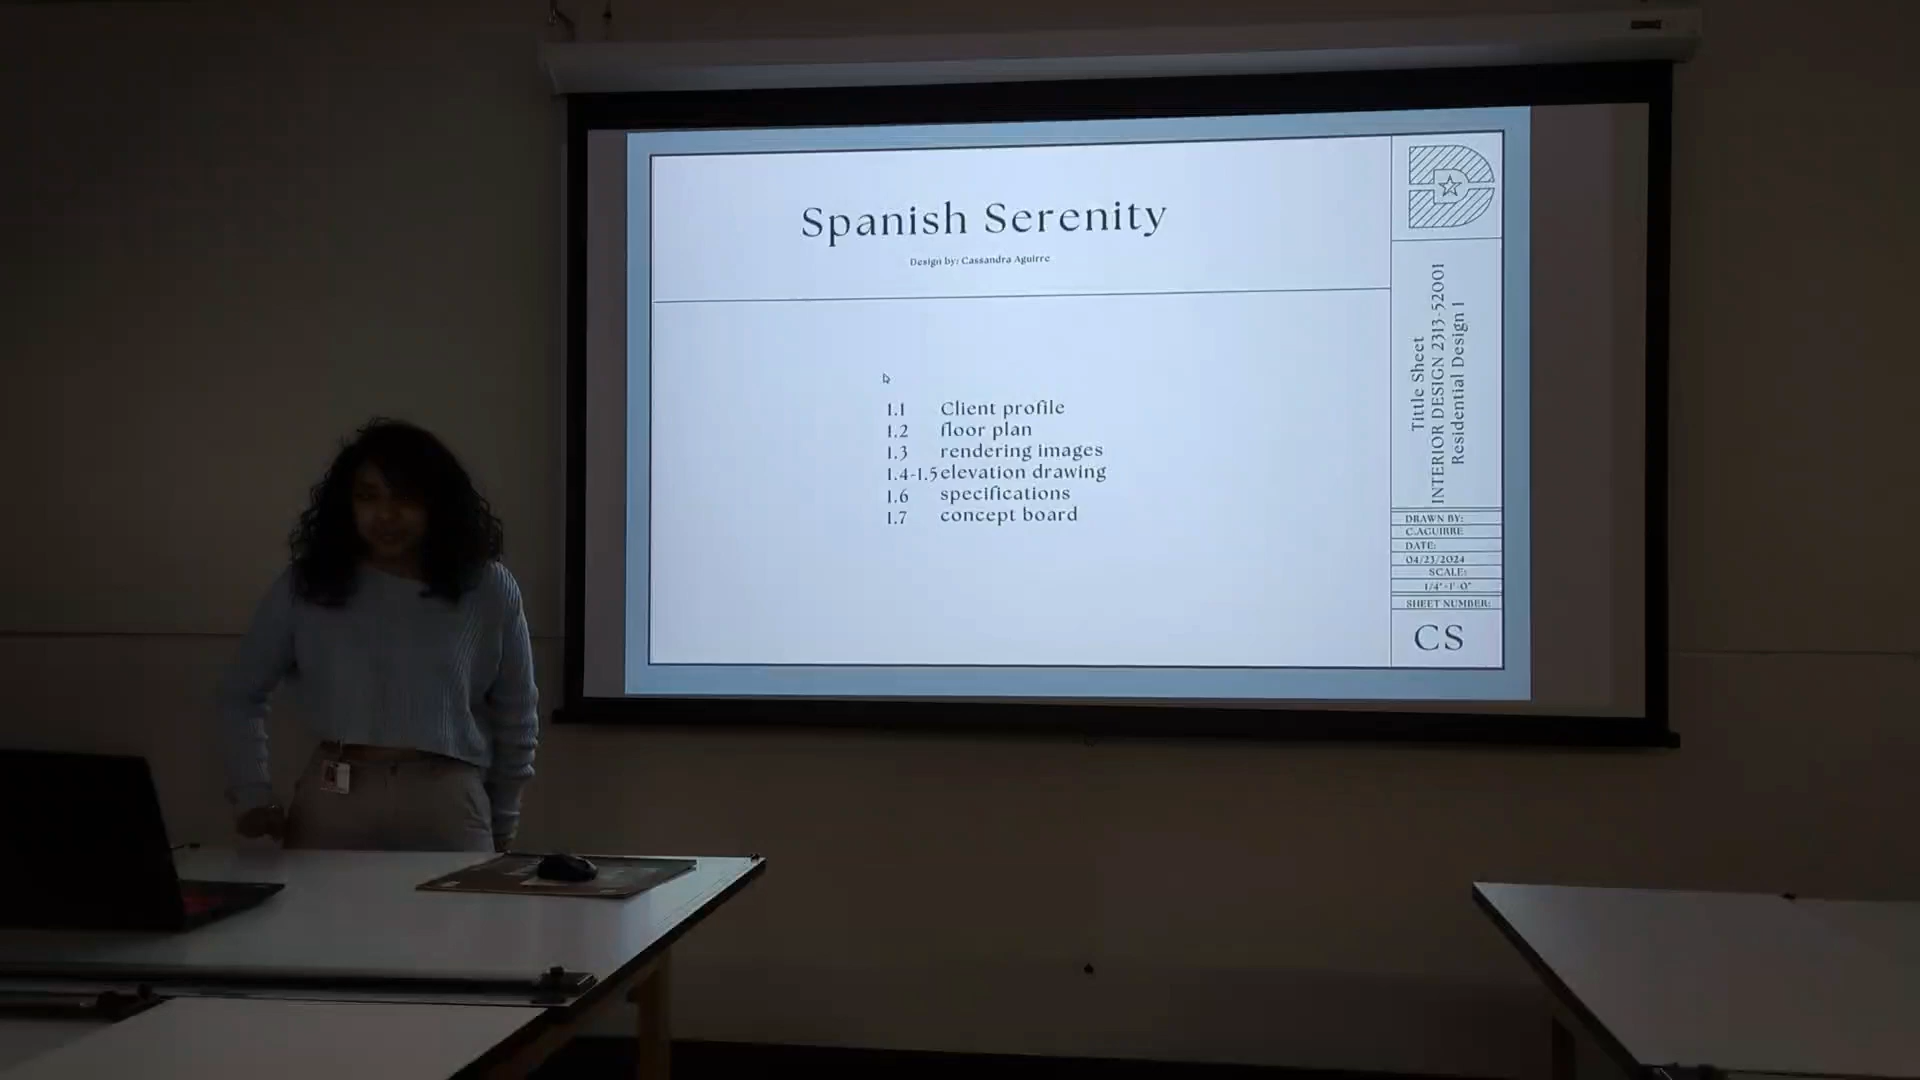 Spanish Serenity
Design by: Cassandra Aguirre
1.1 Client profile
1.2 floor plan
1.3 rendering images
1.4-1.5 elevation drawing
1.6 specifications
1.7 concept board
Tittle Sheet
INTERIOR DESIGN 2313-52001
Residential Design 1
DRAWN BY:
C.AGUIRRE
DATE:
04/23/2024
SCALE:
1/4"-1'-0"
SHEET NUMBER:
CS